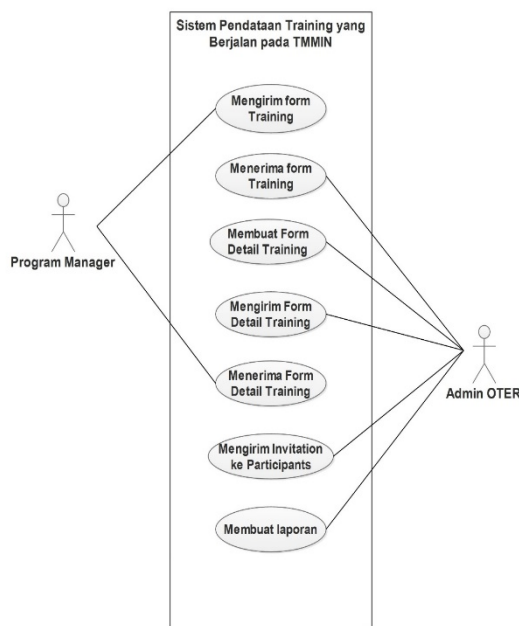 Sistem Pendataan Training yang
Berjalan pada TMMIN
Mengirim form
Training
Menerima form
Training
Membuat Form
Detail Training
Program Manager
Mengirim Form
Detail Training
Menerima Form
Detail Training
Admin OTER
Mengirim Invitation
ke Participants
Membuat laporan